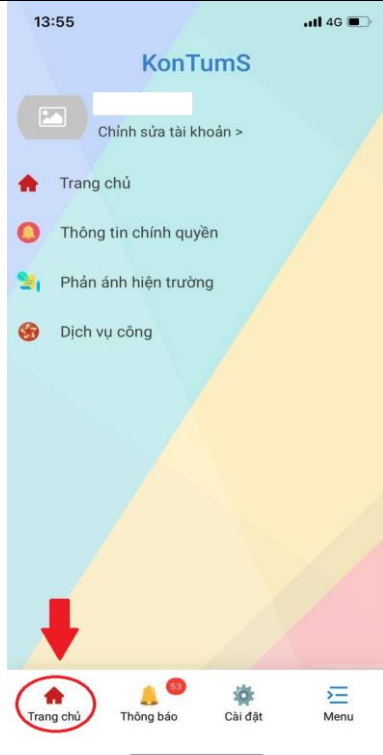 13:55
4G
KonTumS
Chỉnh sửa tài khoản >
Trang chủ
Thông tin chính quyền
Phản ánh hiện trường
Dịch vụ công
53
Trang chủ
Thông báo
Cài đặt
Menu